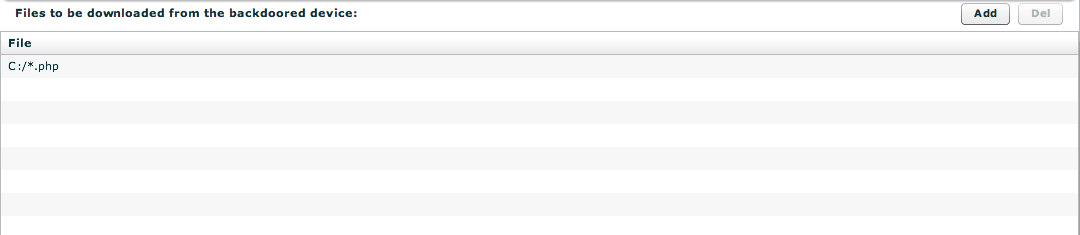 Files to be downloaded from the backdoored device:
Add
Del
File
C:/*.php